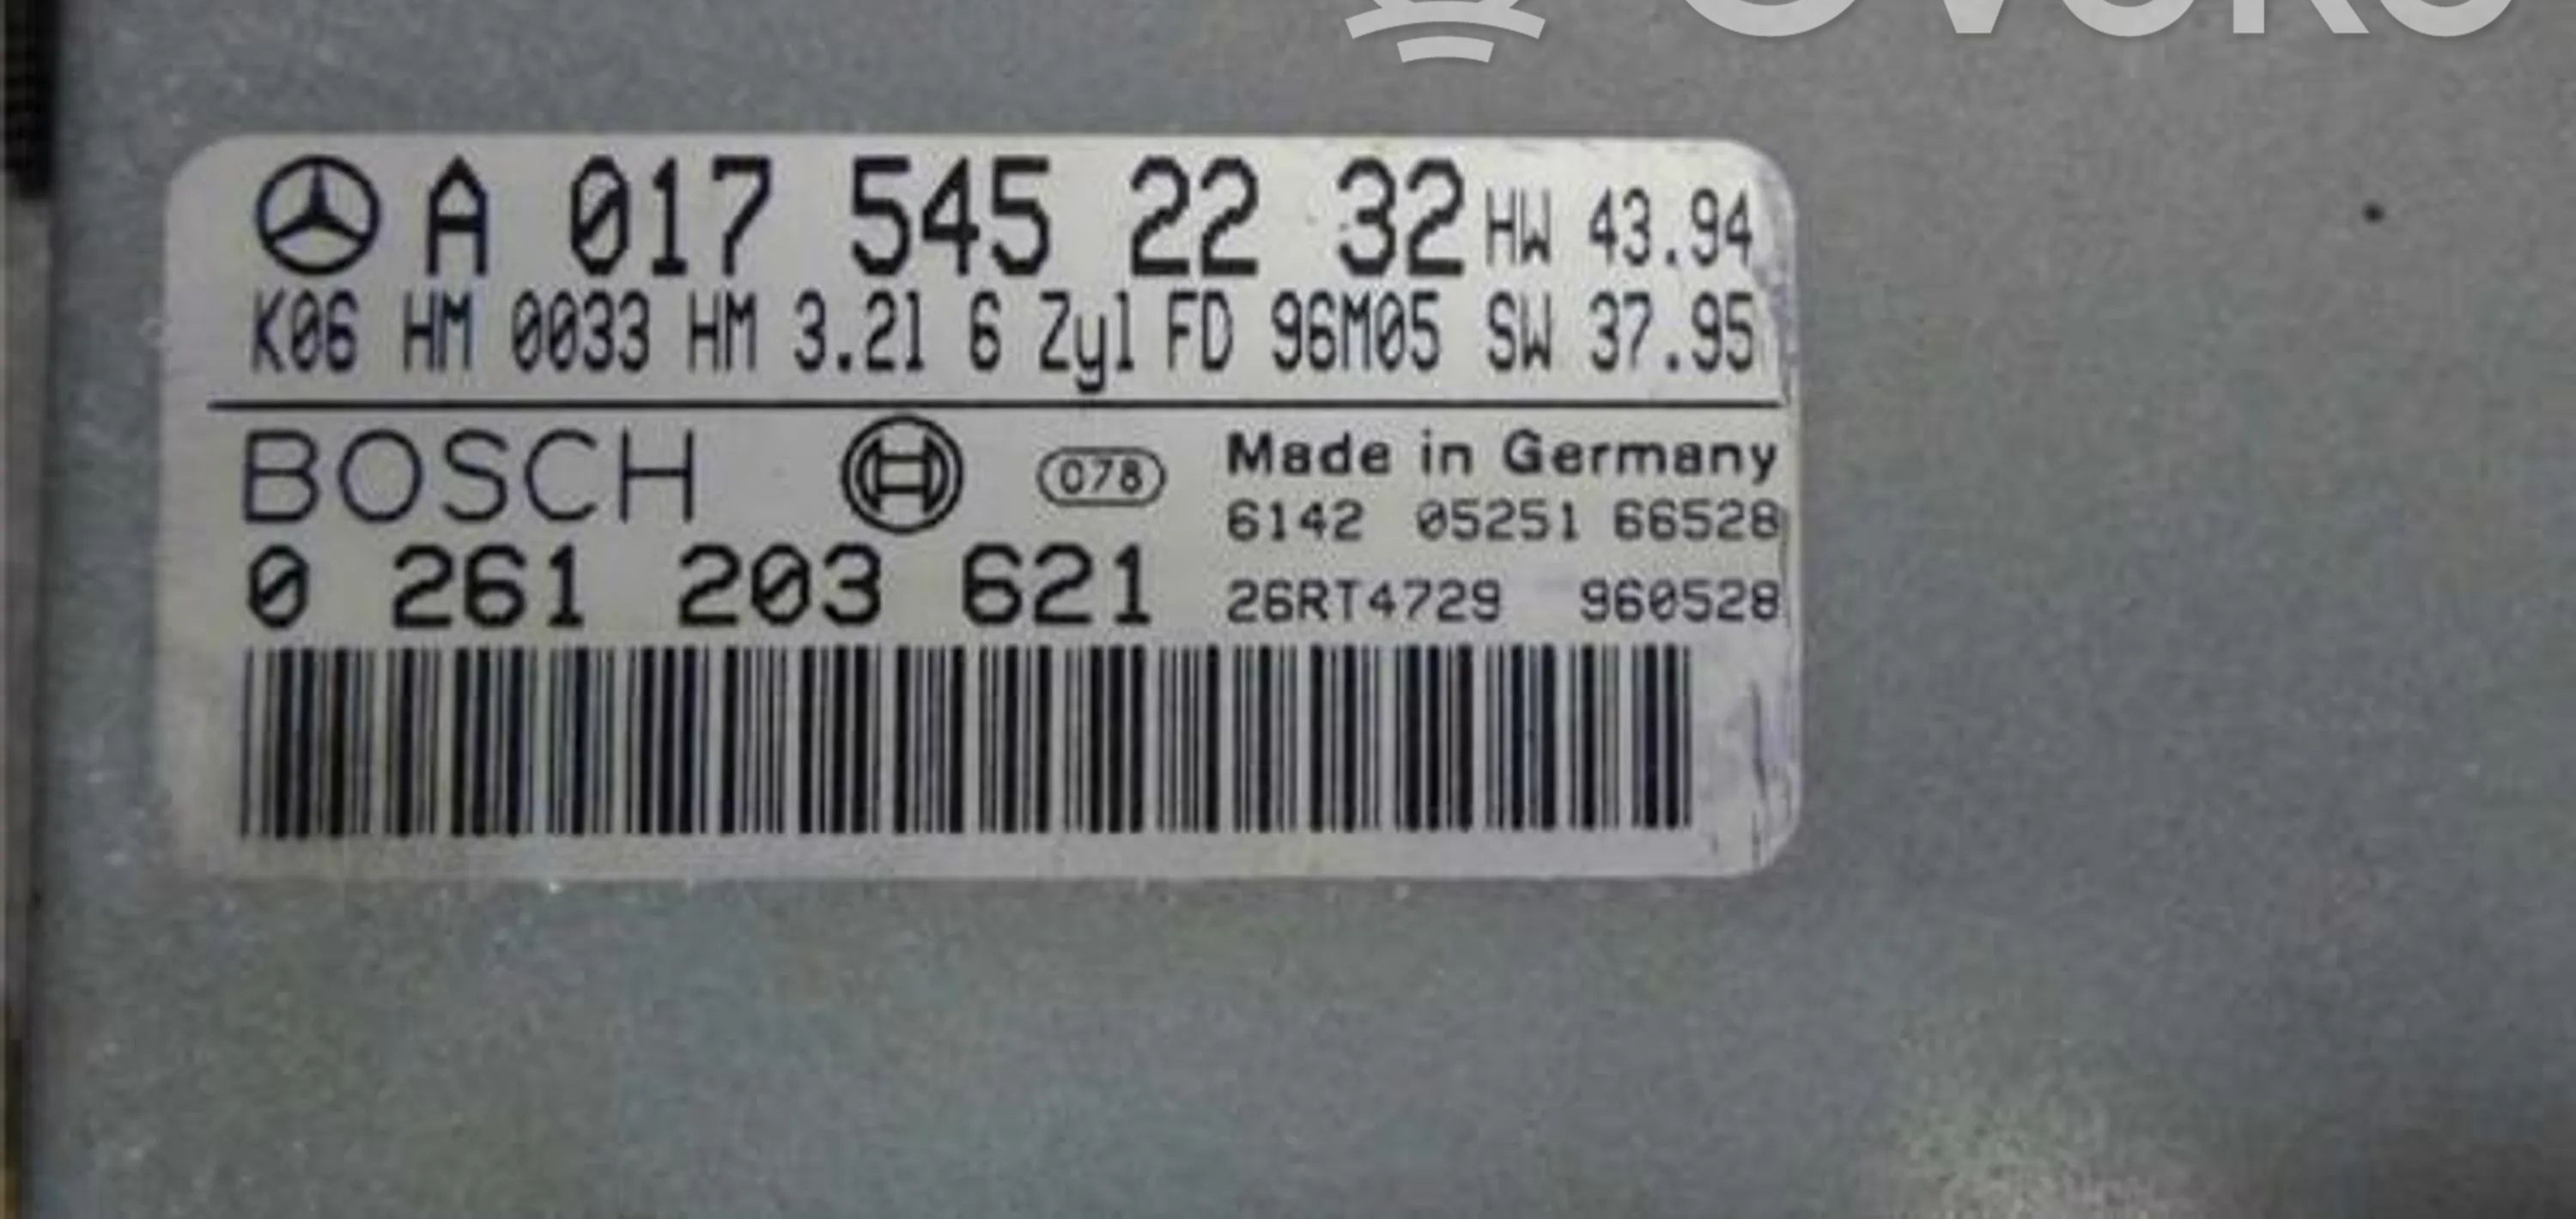 A 017 545 22 32 HW 43.94
K06 HM 0033 HM 3.2l 6 Zyl FD 96M05 SW 37.95
BOSCH 078 Made in Germany
6142 05251 66528
0 261 203 621 26RT4729 960528